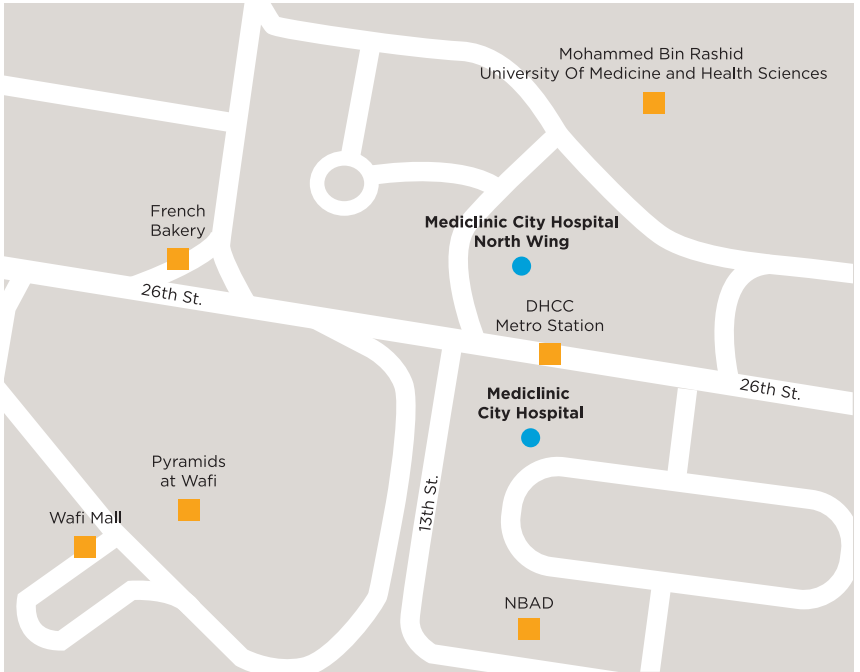 Mohammed Bin Rashid
University Of Medicine and Health Sciences
French
Bakery
Mediclinic City Hospital
North Wing
26th St.
DHCC
Metro Station
26th St.
Mediclinic
City Hospital
Pyramids
at Wafi
13th St.
Wafi Mall
NBAD